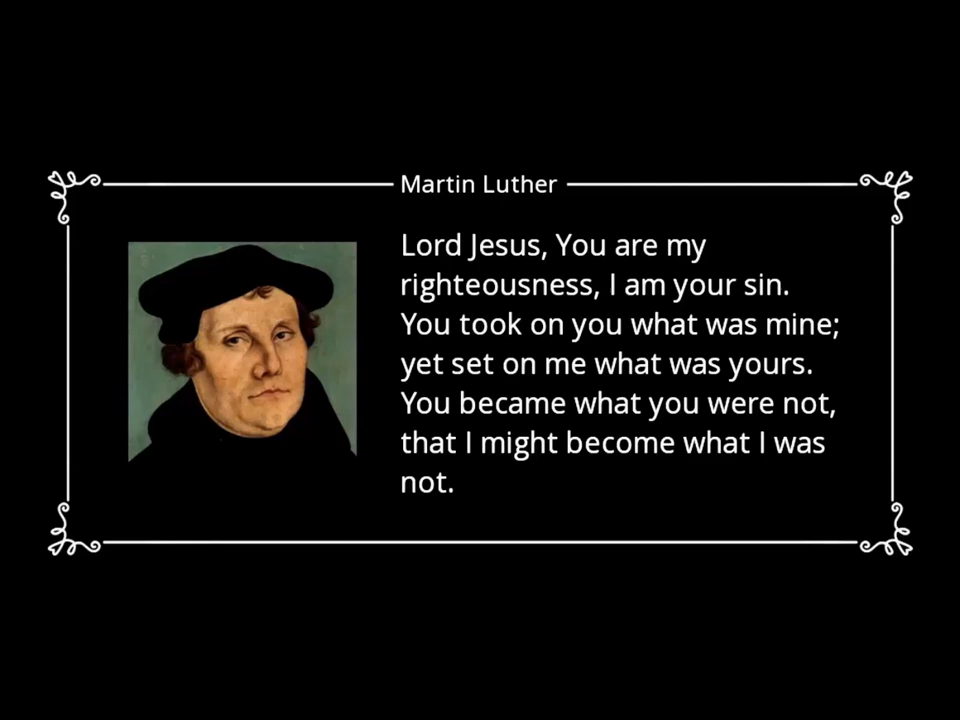 Martin Luther
Lord Jesus, You are my
righteousness, I am your sin.
You took on you what was mine;
yet set on me what was yours.
You became what you were not,
that I might become what I was
not.